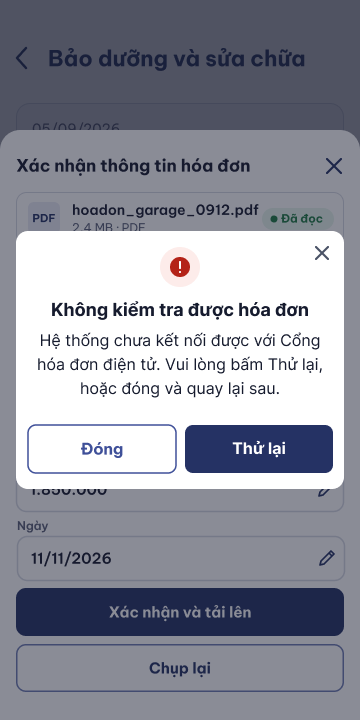 Bảo dưỡng và sửa chữa
05/09/2026
Xác nhận thông tin hóa đơn
PDF
hoadon_garage_0912.pdf
Đã đọc
2.4 MB · PDF
Không kiểm tra được hóa đơn
Hệ thống chưa kết nối được với Cổng
hóa đơn điện tử. Vui lòng bấm Thử lại,
hoặc đóng và quay lại sau.
Đóng
Thử lại
1.850.000
Ngày
11/11/2026
Xác nhận và tải lên
Chụp lại